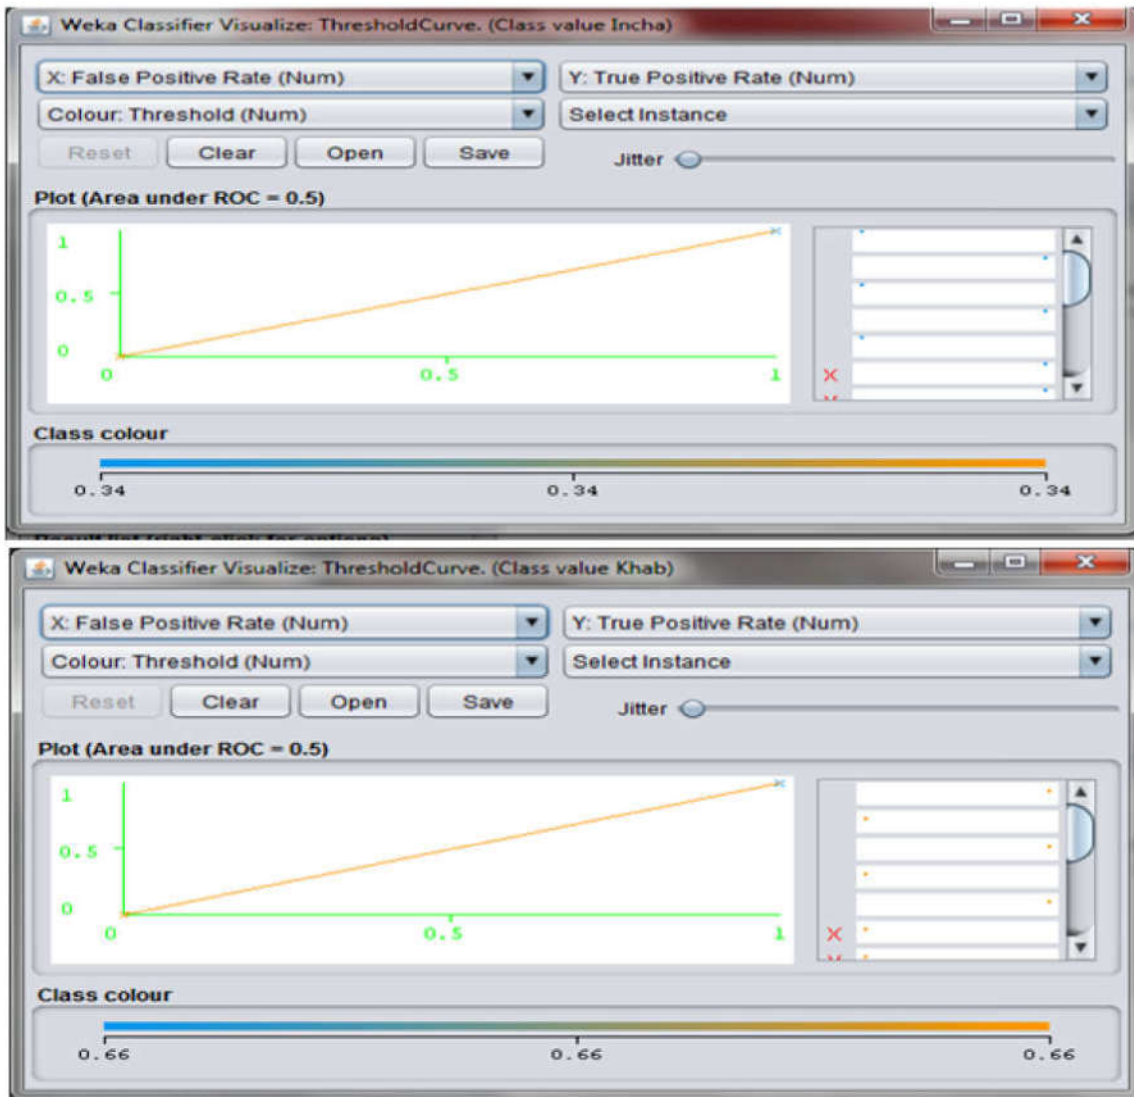 Weka Classifier Visualize: ThresholdCurve. (Class value Incha)
X: False Positive Rate (Num) Y: True Positive Rate (Num)
Colour: Threshold (Num) Select Instance
Reset Clear Open Save Jitter
Plot (Area under ROC = 0.5)
1
0.5
0
0 0.5 1
X
Class colour
0.34 0.34 0.34
Weka Classifier Visualize: ThresholdCurve. (Class value Khab)
X: False Positive Rate (Num) Y: True Positive Rate (Num)
Colour: Threshold (Num) Select Instance
Reset Clear Open Save Jitter
Plot (Area under ROC = 0.5)
1
0.5
0
0 0.5 1
X
Class colour
0.66 0.66 0.66